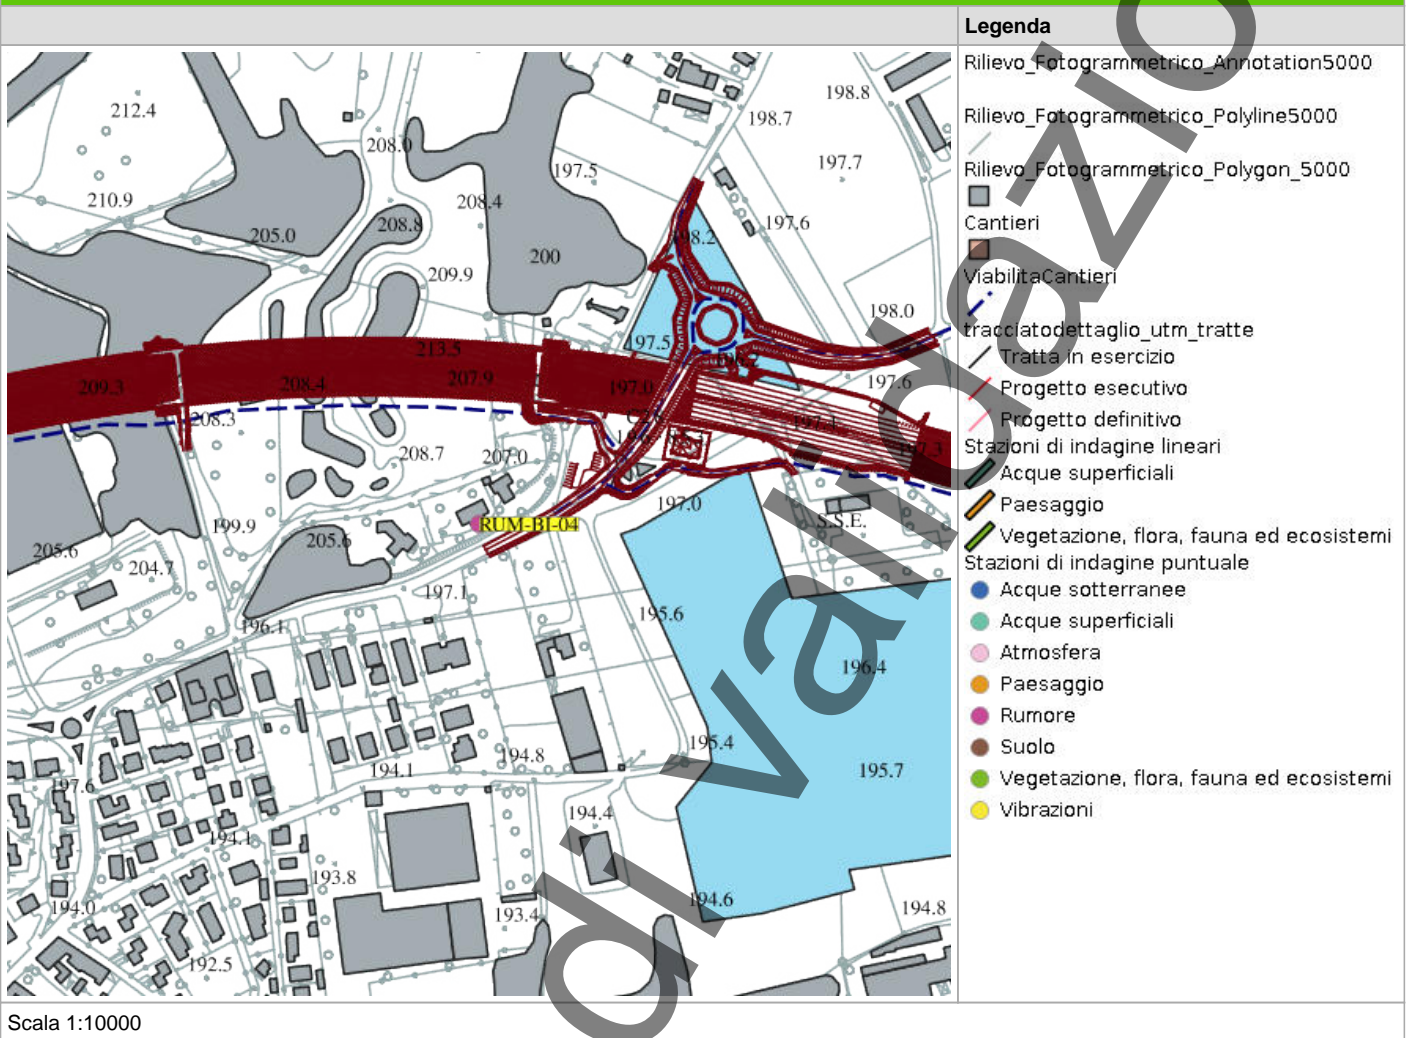 Legenda
Rilievo_Fotogrammetrico_Annotation5000
Rilievo_Fotogrammetrico_Polyline5000
Rilievo_Fotogrammetrico_Polygon_5000
Cantieri
ViabilitaCantieri
tracciatodettaglio_utm_tratte
Tratta in esercizio
Progetto esecutivo
Progetto definitivo
Stazioni di indagine lineari
Acque superficiali
Paesaggio
Vegetazione, flora, fauna ed ecosistemi
Stazioni di indagine puntuale
Acque sotterranee
Acque superficiali
Atmosfera
Paesaggio
Rumore
Suolo
Vegetazione, flora, fauna ed ecosistemi
Vibrazioni
212.4
208.0
198.7
198.8
197.5
197.7
210.9
208.4
208.8
197.6
205.0
200
209.9
198.0
197.5
213.5
209.3
208.4
207.9
197.0
197.6
208.3
208.7
207.0
197.0
RUM-BI-04
S.S.E.
199.9
205.6
205.6
204.7
197.1
195.6
196.1
196.4
195.4
194.8
194.1
195.7
197.6
194.4
194.1
193.8
194.0
193.4
194.6
194.8
192.5
di validazio
Scala 1:10000